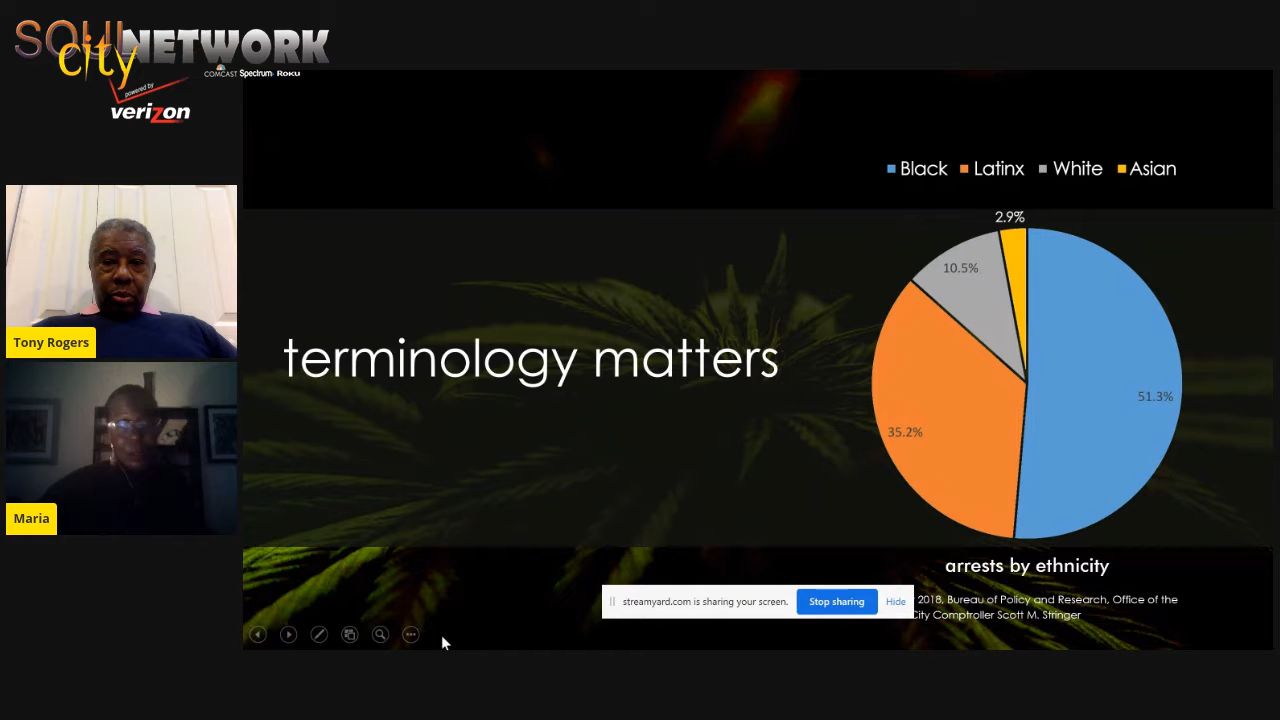 SOUL city NETWORK
COMCAST Spectrum Roku
powered by
verizon
Tony Rogers
Maria
Black Latinx White Asian
2.9%
10.5%
51.3%
35.2%
terminology matters
arrests by ethnicity
2018, Bureau of Policy and Research, Office of the
City Comptroller Scott M. Stringer
streamyard.com is sharing your screen. Stop sharing Hide